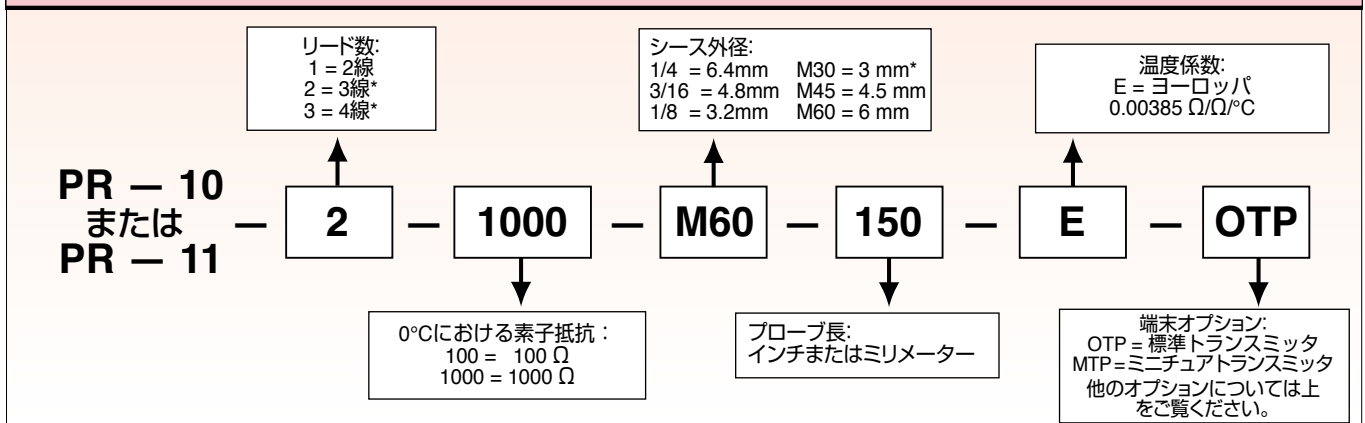 リード数:
1 = 2線
2 = 3線*
3 = 4線*
シース外径:
1/4 = 6.4mm M30 = 3 mm*
3/16 = 4.8mm M45 = 4.5 mm
1/8 = 3.2mm M60 = 6 mm
温度係数:
E = ヨーロッパ
0.00385 Ω/Ω/°C
PR – 10
または
PR – 11
– 2 – 1000 – M60 – 150 – E – OTP
0°Cにおける素子抵抗：
100 = 100 Ω
1000 = 1000 Ω
プローブ長:
インチまたはミリメーター
端末オプション:
OTP = 標準トランスミッタ
MTP=ミニチュアトランスミッタ
他のオプションについては上
をご覧ください。